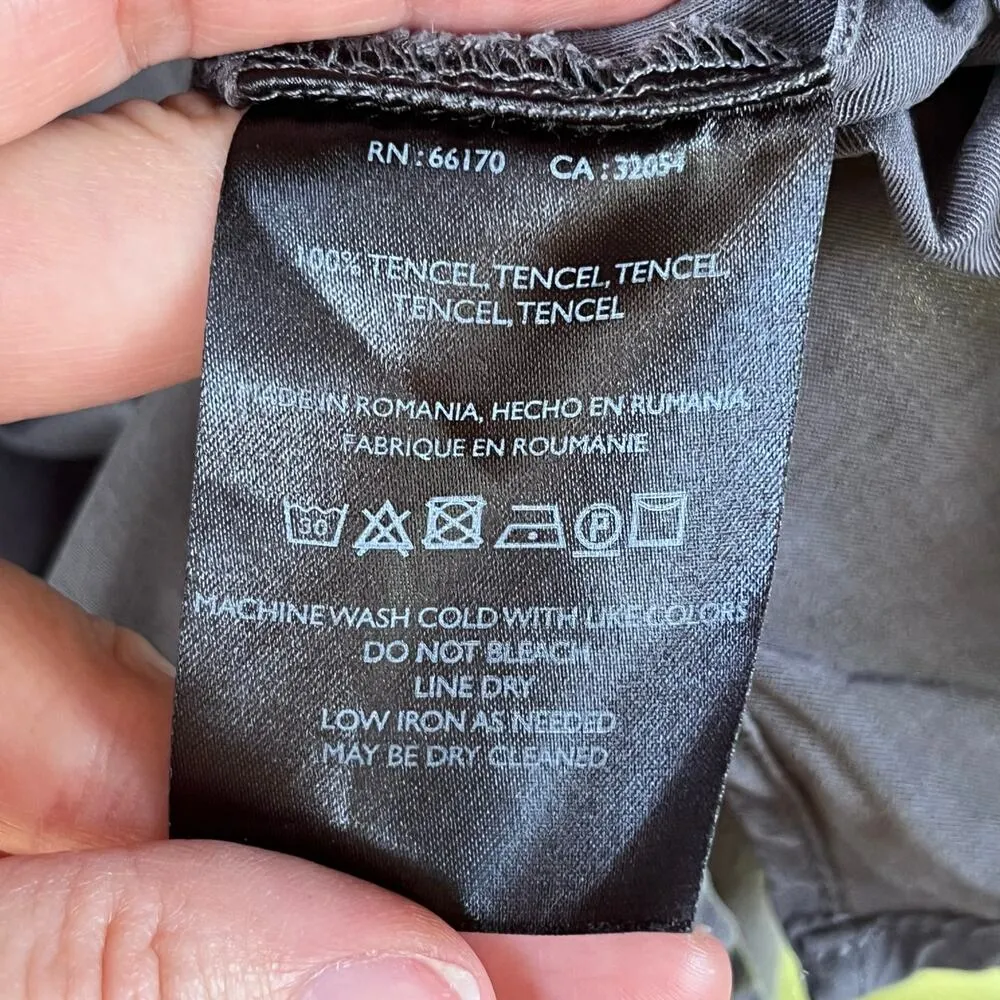 RN : 66170 CA : 32054
100% TENCEL, TENCEL, TENCEL,
TENCEL, TENCEL
MADE IN ROMANIA, HECHO EN RUMANIA,
FABRIQUE EN ROUMANIE
30 P
MACHINE WASH COLD WITH LIKE COLORS
DO NOT BLEACH
LINE DRY
LOW IRON AS NEEDED
MAY BE DRY CLEANED